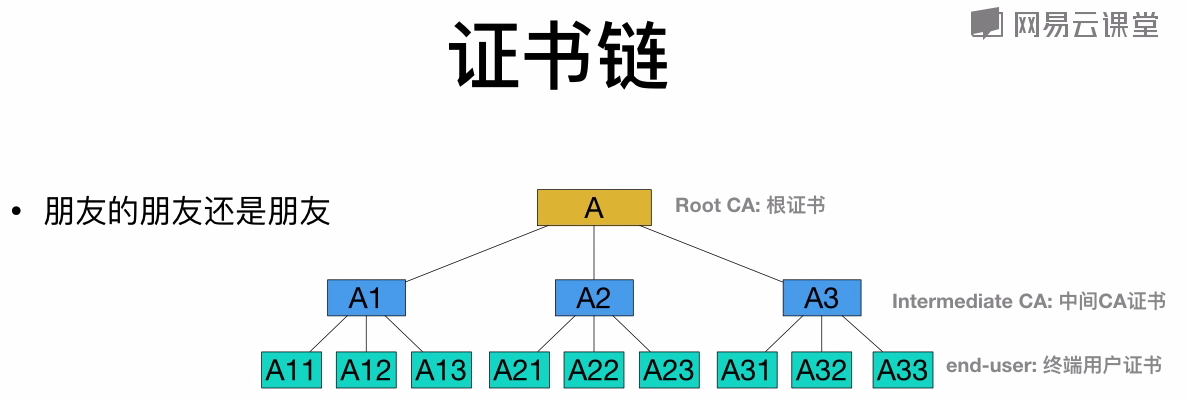 网易云课堂
证书链
• 朋友的朋友还是朋友
A
Root CA: 根证书
A1 A2 A3
Intermediate CA: 中间CA证书
A11 A12 A13 A21 A22 A23 A31 A32 A33
end-user: 终端用户证书